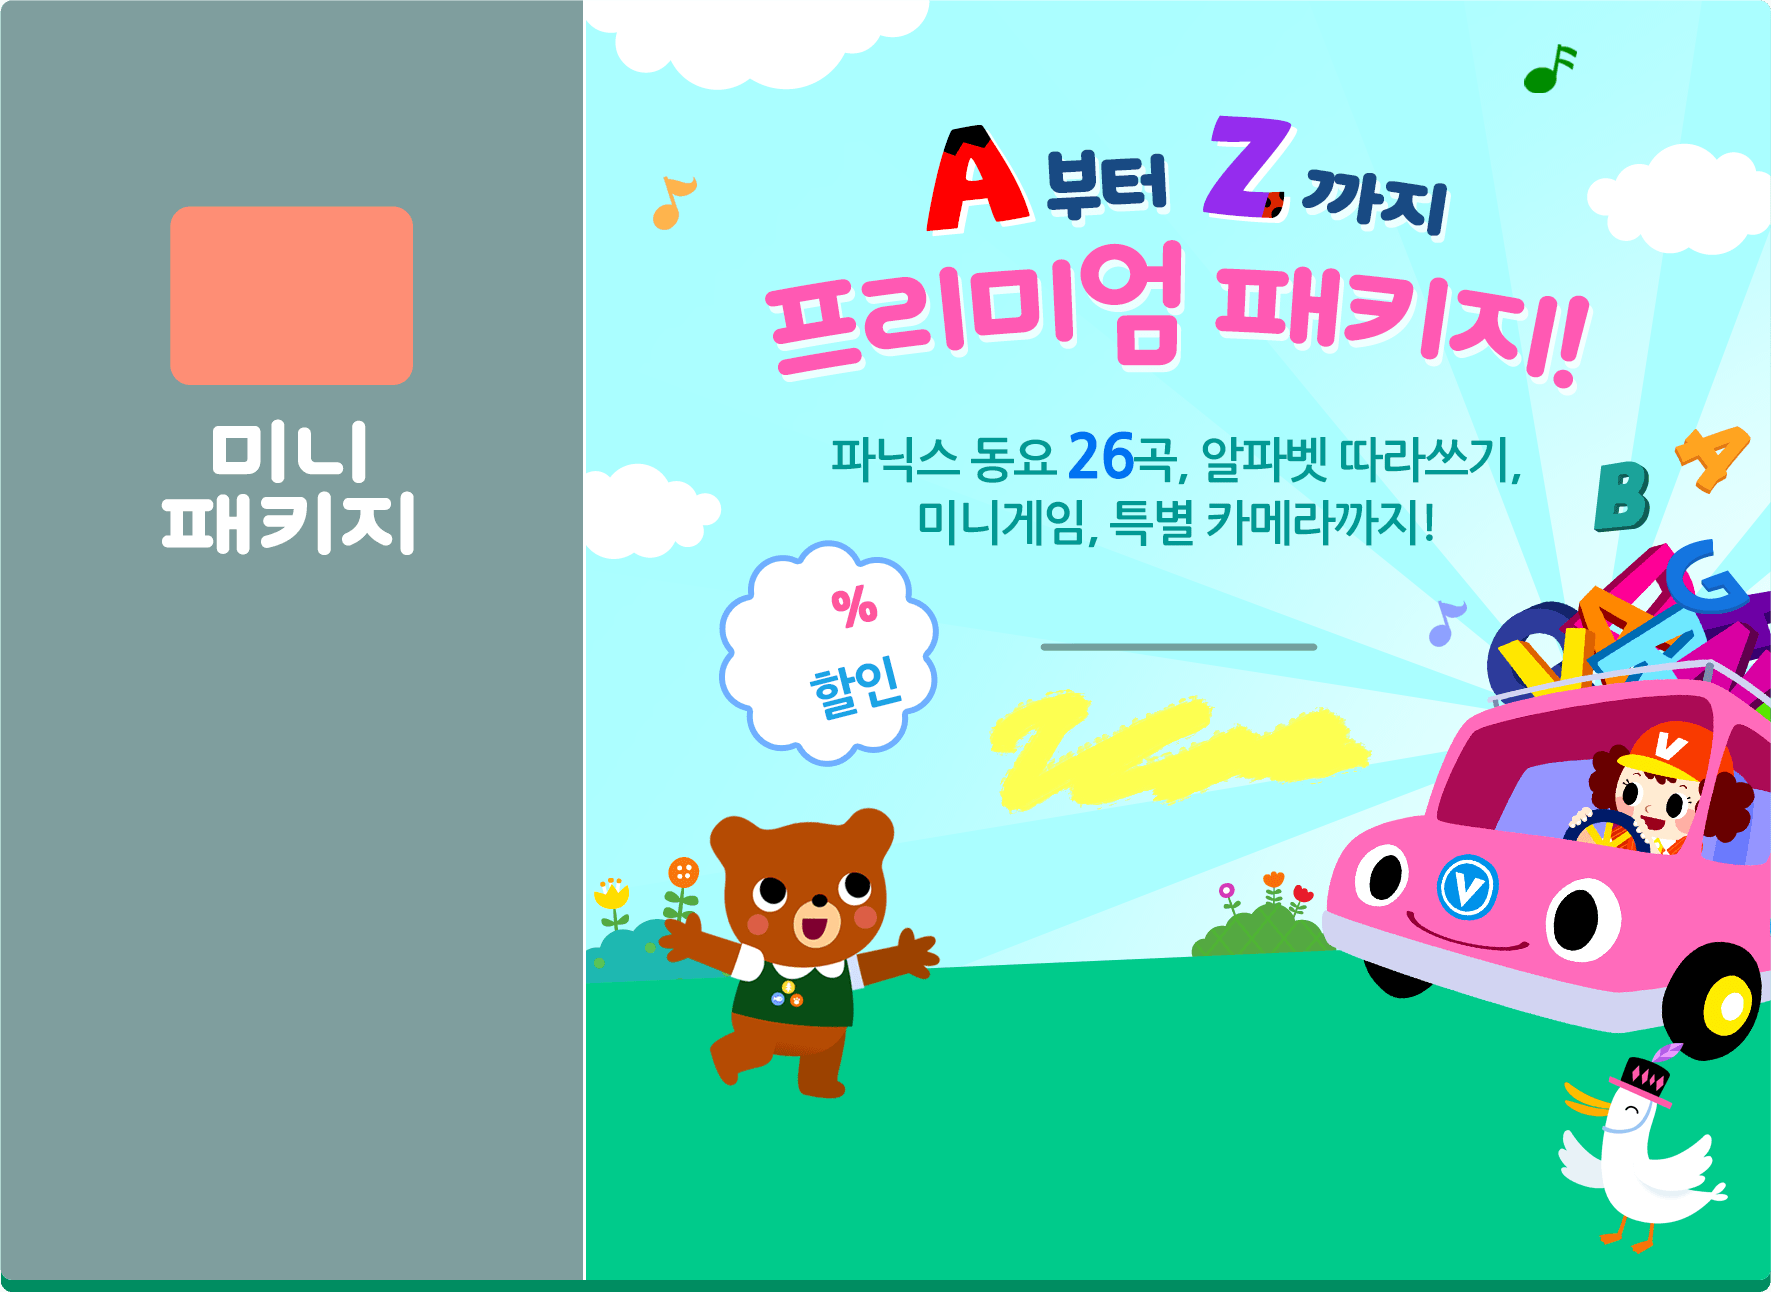 미니
패키지
A부터 Z까지
프리미엄 패키지!
파닉스 동요 26곡, 알파벳 따라쓰기,
미니게임, 특별 카메라까지!
%
할인
A
B
G
V
V